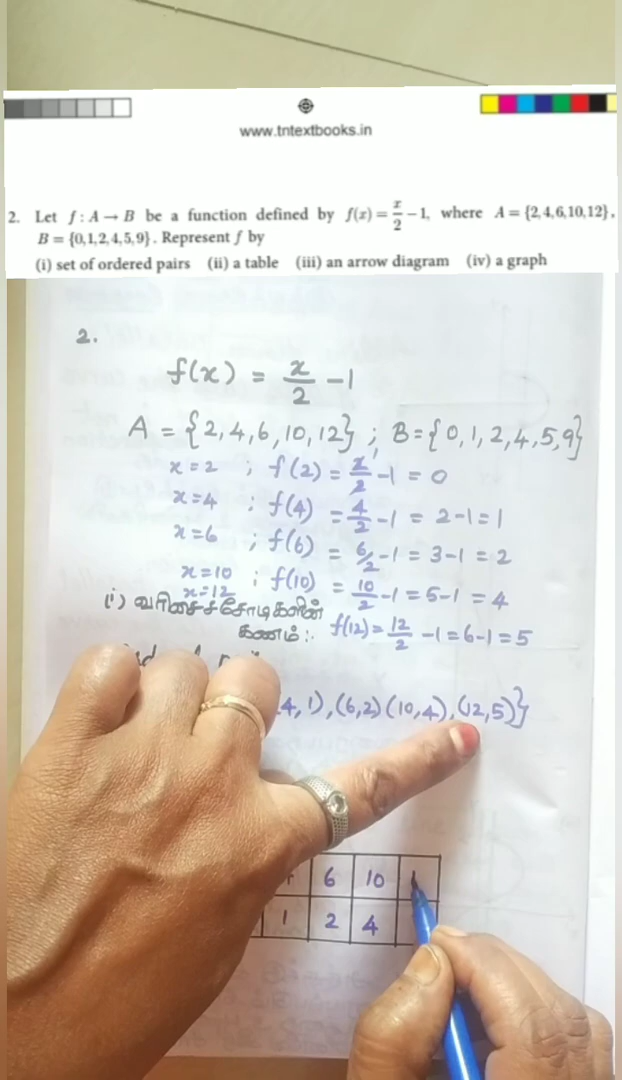 www.tntextbooks.in
2. Let f : A → B be a function defined by f(x) = x/2 − 1, where A = {2,4,6,10,12},
B = {0,1,2,4,5,9}. Represent f by
(i) set of ordered pairs (ii) a table (iii) an arrow diagram (iv) a graph
2.
f(x) = x/2 − 1
A = {2, 4, 6, 10, 12} ; B = {0, 1, 2, 4, 5, 9}
x = 2 ; f(2) = 2/2 − 1 = 0
x = 4 ; f(4) = 4/2 − 1 = 2 − 1 = 1
x = 6 ; f(6) = 6/2 − 1 = 3 − 1 = 2
x = 10 ; f(10) = 10/2 − 1 = 5 − 1 = 4
x = 12
i) வரிசைச்சோடிகளின்
கணம் :- f(12) = 12/2 − 1 = 6 − 1 = 5
4, 1), (6, 2) (10, 4), (12, 5)}
6 10
1 2 4